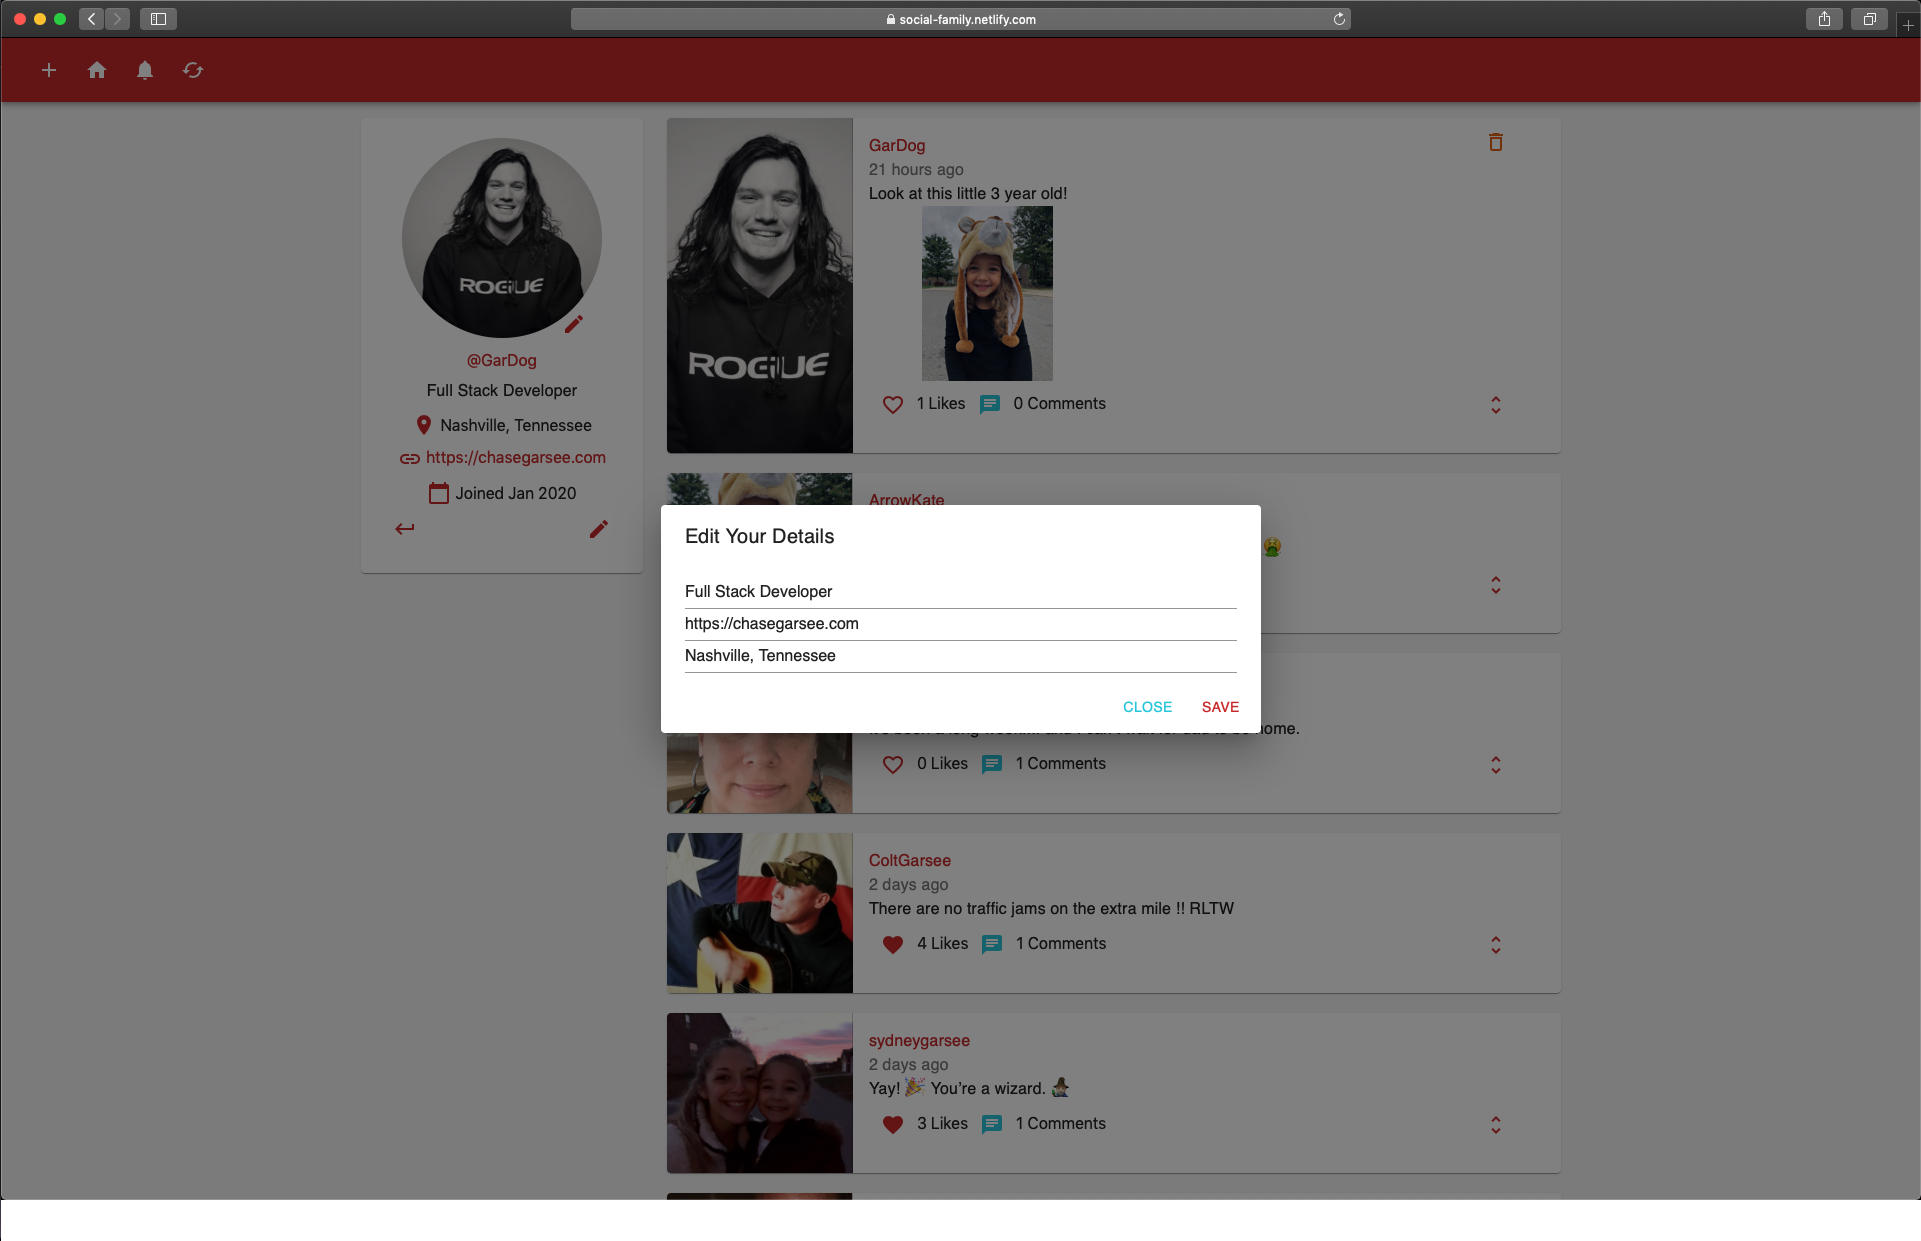 social-family.netlify.com
ROGUE
@GarDog
Full Stack Developer
Nashville, Tennessee
https://chasegarsee.com
Joined Jan 2020
ROGUE
GarDog
21 hours ago
Look at this little 3 year old!
1 Likes 0 Comments
ArrowKate
Edit Your Details
Full Stack Developer
https://chasegarsee.com
Nashville, Tennessee
CLOSE SAVE
home.
0 Likes 1 Comments
ColtGarsee
2 days ago
There are no traffic jams on the extra mile !! RLTW
4 Likes 1 Comments
sydneygarsee
2 days ago
Yay! 🎉 You’re a wizard. 🧙
3 Likes 1 Comments